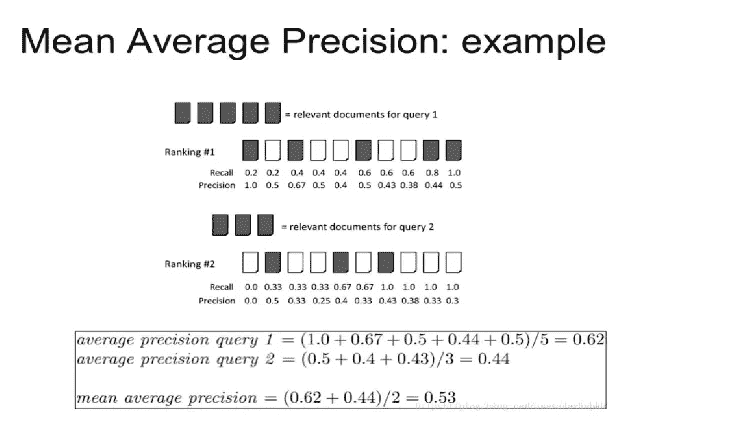 Mean Average Precision: example
= relevant documents for query 1
Ranking #1
Recall 0.2 0.2 0.4 0.4 0.4 0.6 0.6 0.6 0.8 1.0
Precision 1.0 0.5 0.67 0.5 0.4 0.5 0.43 0.38 0.44 0.5
= relevant documents for query 2
Ranking #2
Recall 0.0 0.33 0.33 0.33 0.67 0.67 1.0 1.0 1.0 1.0
Precision 0.0 0.5 0.33 0.25 0.4 0.33 0.43 0.38 0.33 0.3
average precision query 1 = (1.0 + 0.67 + 0.5 + 0.44 + 0.5)/5 = 0.62
average precision query 2 = (0.5 + 0.4 + 0.43)/3 = 0.44
mean average precision = (0.62 + 0.44)/2 = 0.53